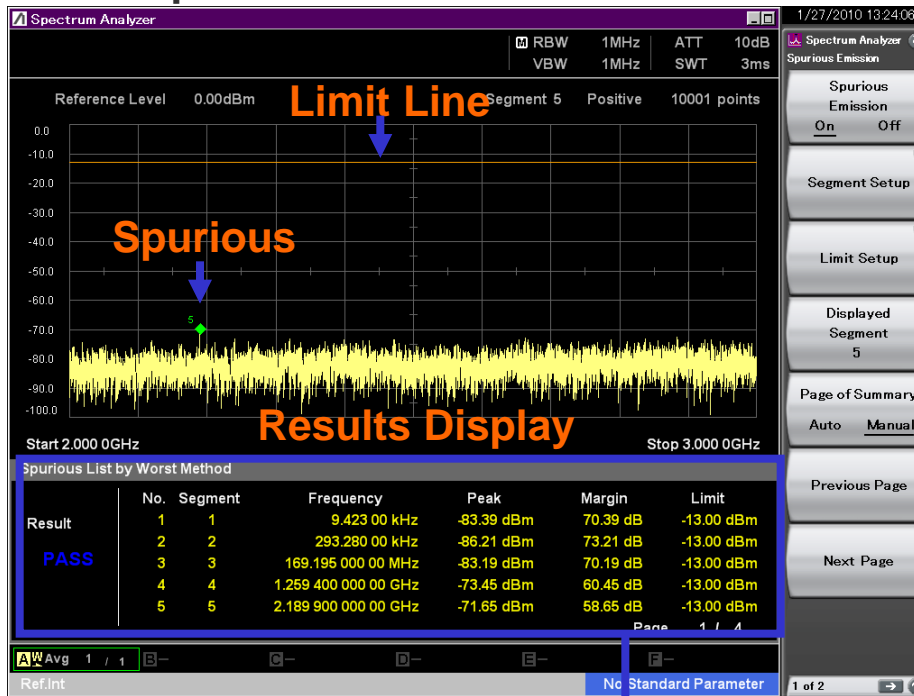 Spectrum Analyzer
1/27/2010 13:24:06
RBW 1MHz ATT 10dB
VBW 1MHz SWT 3ms
Reference Level 0.00dBm Segment 5 Positive 10001 points
Limit Line
0.0
-10.0
-20.0
-30.0
-40.0
-50.0
-60.0
-70.0
-80.0
-90.0
-100.0
Spurious
5
Results Display
Start 2.000 0GHz Stop 3.000 0GHz
Spurious List by Worst Method
No. Segment Frequency Peak Margin Limit
Result
PASS
1 1 9.423 00 kHz -83.39 dBm 70.39 dB -13.00 dBm
2 2 293.280 00 kHz -86.21 dBm 73.21 dB -13.00 dBm
3 3 169.195 000 00 MHz -83.19 dBm 70.19 dB -13.00 dBm
4 4 1.259 400 000 00 GHz -73.45 dBm 60.45 dB -13.00 dBm
5 5 2.189 900 000 00 GHz -71.65 dBm 58.65 dB -13.00 dBm
Page 1 / 4
A Avg 1 / 1 B- C- D- E- F-
Ref.Int No Standard Parameter
Spectrum Analyzer
Spurious Emission
Spurious
Emission
On Off
Segment Setup
Limit Setup
Displayed
Segment
5
Page of Summary
Auto Manual
Previous Page
Next Page
1 of 2